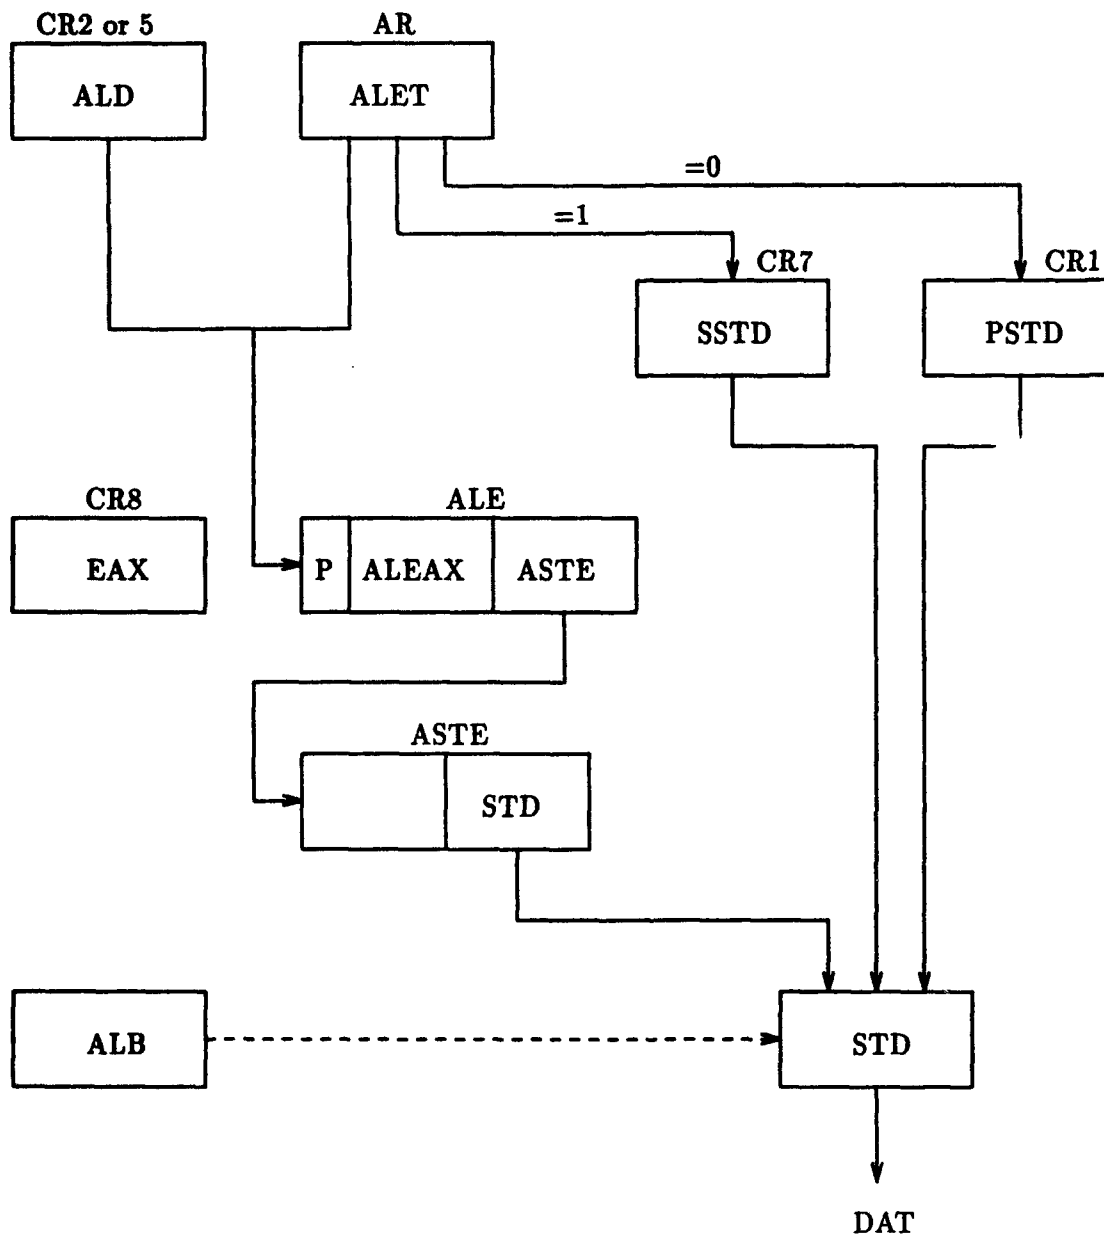 CR2 or 5
AR
ALD
ALET
=0
=1
CR7
CR1
SSTD
PSTD
CR8
ALE
EAX
P
ALEAX
ASTE
ASTE
STD
ALB
STD
DAT